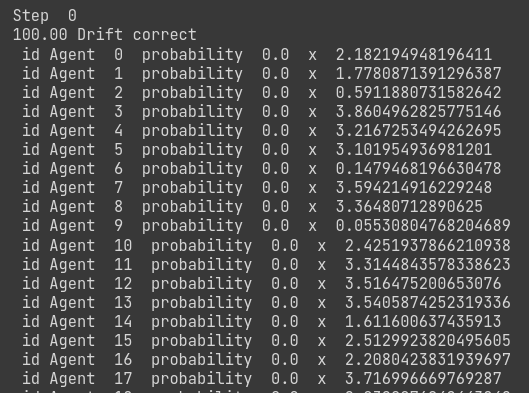 Step  0
100.00 Drift correct
 id Agent  0  probability  0.0  x  2.182194948196411
 id Agent  1  probability  0.0  x  1.7780871391296387
 id Agent  2  probability  0.0  x  0.5911880731582642
 id Agent  3  probability  0.0  x  3.8604962825775146
 id Agent  4  probability  0.0  x  3.2167253494262695
 id Agent  5  probability  0.0  x  3.101954936981201
 id Agent  6  probability  0.0  x  0.1479468196630478
 id Agent  7  probability  0.0  x  3.594214916229248
 id Agent  8  probability  0.0  x  3.36480712890625
 id Agent  9  probability  0.0  x  0.05530804768204689
 id Agent  10  probability  0.0  x  2.4251937866210938
 id Agent  11  probability  0.0  x  3.3144843578338623
 id Agent  12  probability  0.0  x  3.516475200653076
 id Agent  13  probability  0.0  x  3.5405874252319336
 id Agent  14  probability  0.0  x  1.611600637435913
 id Agent  15  probability  0.0  x  2.5129923820495605
 id Agent  16  probability  0.0  x  2.2080423831939697
 id Agent  17  probability  0.0  x  3.716996669769287